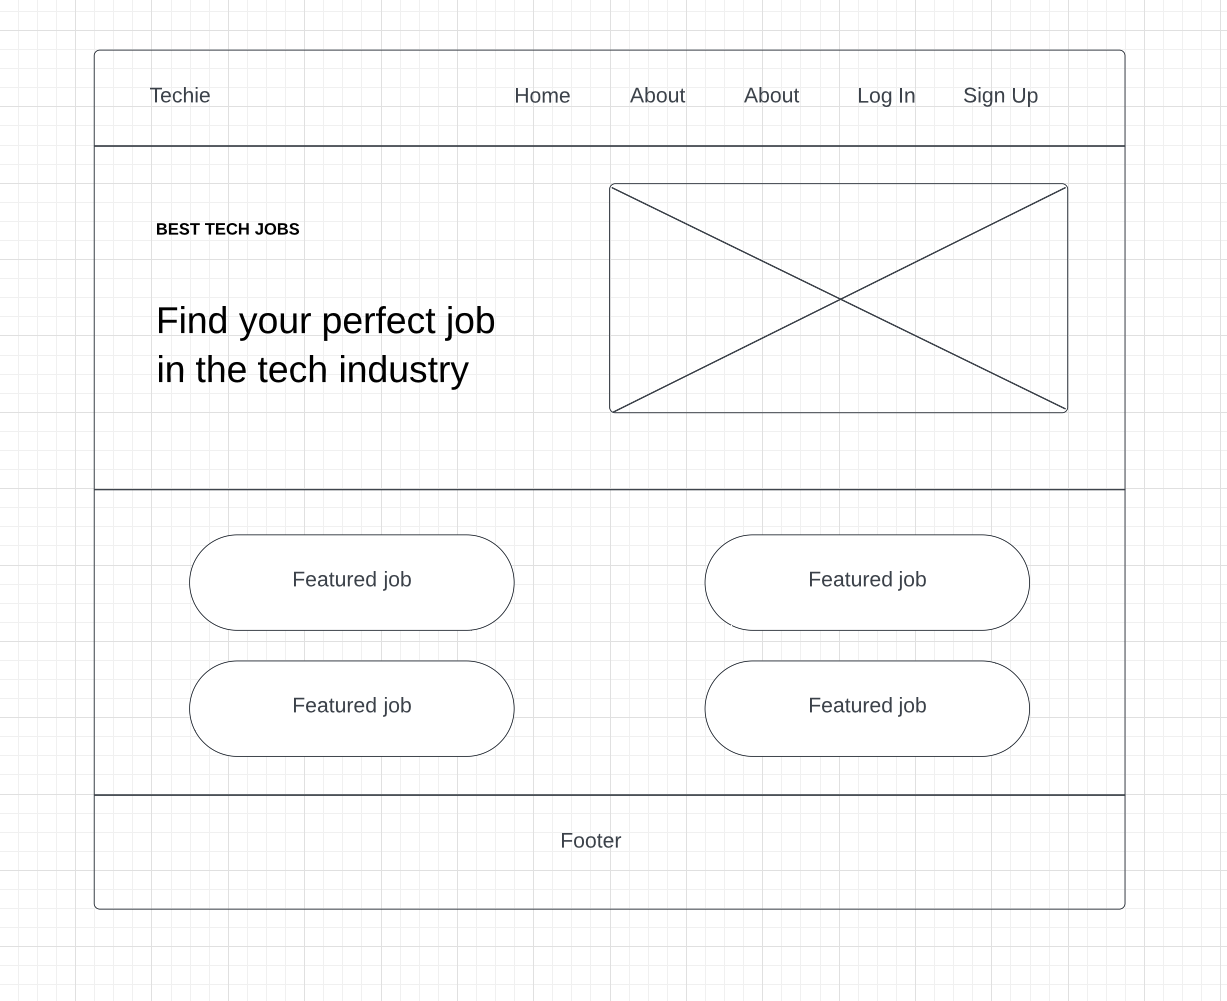 Techie Home About About Log In Sign Up
BEST TECH JOBS
Find your perfect job
in the tech industry
Featured job Featured job
Featured job Featured job
Footer